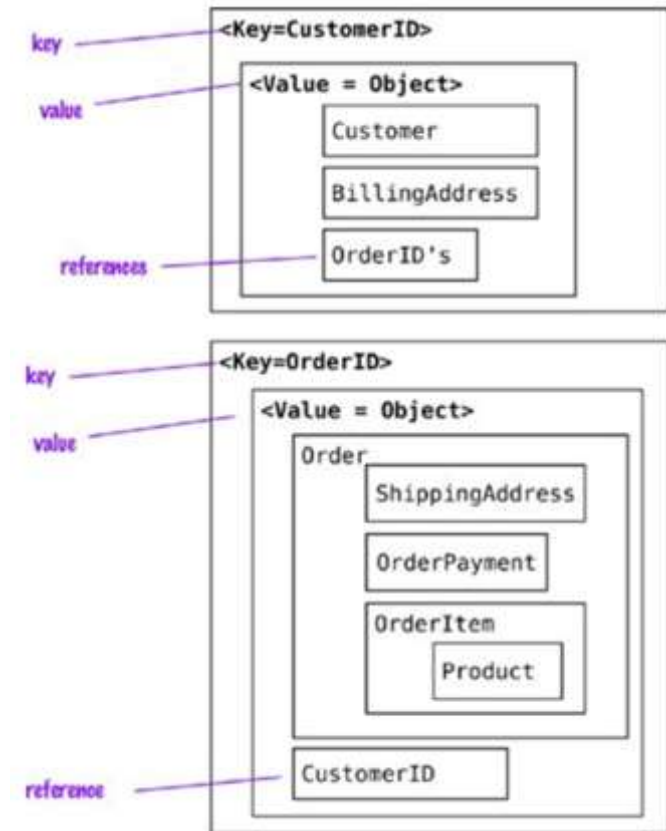 key
<Key=CustomerID>
value
<Value = Object>
Customer
BillingAddress
references
OrderID's
key
<Key=OrderID>
value
<Value = Object>
Order
ShippingAddress
OrderPayment
OrderItem
Product
reference
CustomerID